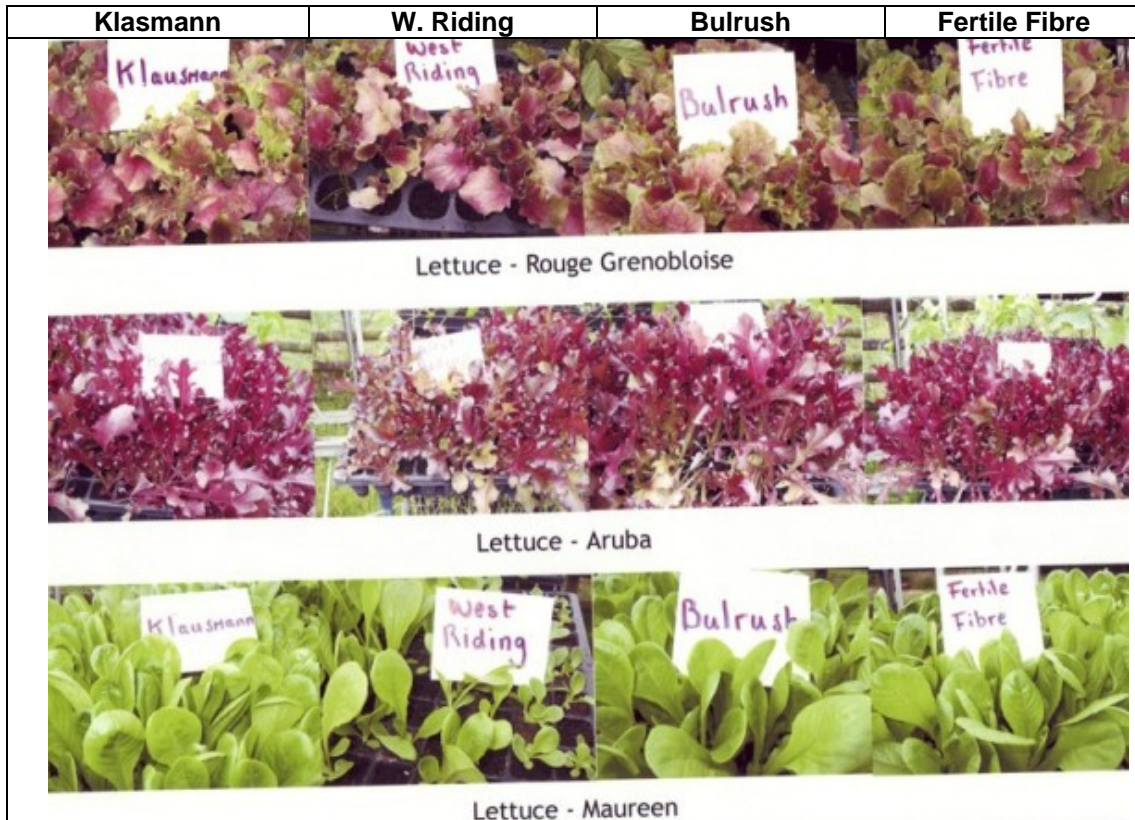 Klasmann W. Riding Bulrush Fertile Fibre
Klausmann
West
Riding
Bulrush
Fertile
Fibre
Lettuce - Rouge Grenobloise
Lettuce - Aruba
Klausmann
West
Riding
Bulrush
Fertile
Fibre
Lettuce - Maureen